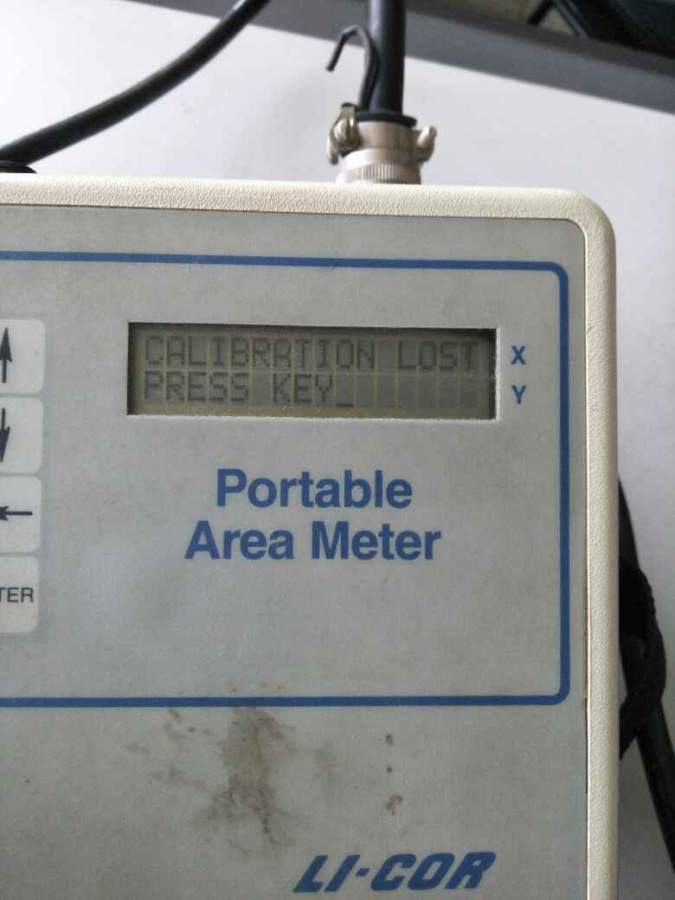 CALIBRATION LOST X
PRESS KEY_ Y
Portable
Area Meter
TER
LI-COR